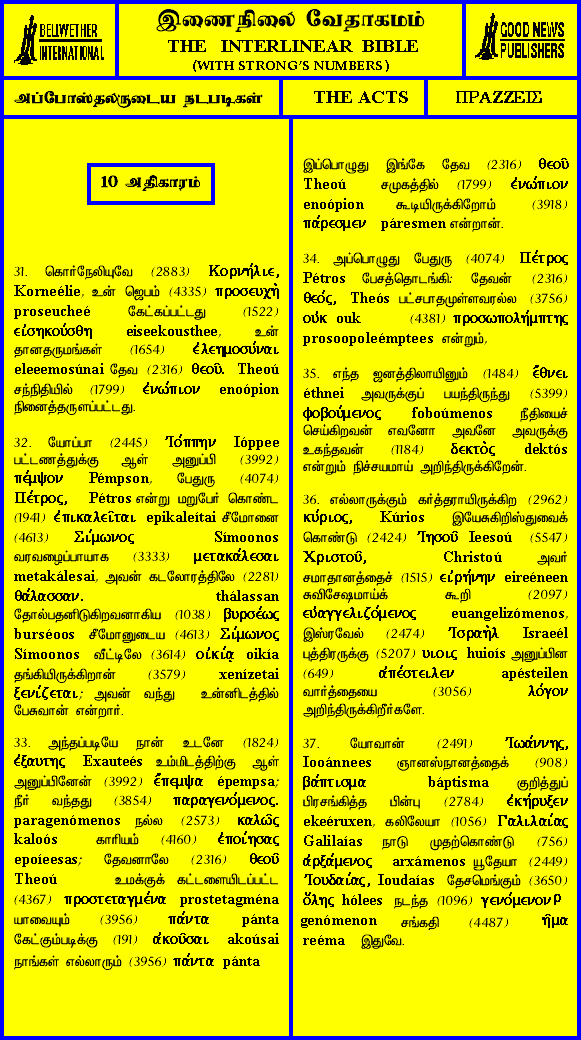 BELLWETHER
INTERNATIONAL
இணைநிலை வேதாகமம்
THE INTERLINEAR BIBLE
(WITH STRONG'S NUMBERS)
GOOD NEWS
PUBLISHERS
அப்போஸ்தலருடைய நடபடிகள்
THE ACTS
ΠΡΑΖΖΕΙΣ
10 அதிகாரம்
31. கொர்நேலியுவே (2883) Κορνήλιε,
Korneélie, உன் ஜெபம் (4335) προσευχὴ
proseucheé கேட்கப்பட்டது (1522)
εἰσηκούσθη eiseekousthee, உன்
தானதருமங்கள் (1654) ἐλεημοσύναι
eleeemosúnai தேவ (2316) θεοῦ. Theoú
சந்நிதியில் (1799) ἐνώπιον enoópion
நினைத்தருளப்பட்டது.
32. யோப்பா (2445) Ἰόππην Ióppee
பட்டணத்துக்கு ஆள் அனுப்பி (3992)
πέμψον Pémpson, பேதுரு (4074)
Πέτρος, Pétros என்று மறுபேர் கொண்ட
(1941) ἐπικαλεῖται epikaleítai சீமோனை
(4613) Σίμωνος Símoonos
வரவழைப்பாயாக (3333) μετακάλεσαι
metakálesai, அவன் கடலோரத்திலே (2281)
θάλασσαν. thálassan
தோல்பதனிடுகிறவனாகிய (1038) βυρσέως
burséoos சீமோனுடைய (4613) Σίμωνος
Símoonos வீட்டிலே (3614) οἰκίᾳ oikía
தங்கியிருக்கிறான் (3579) xenízetai
ξενίζεται; அவன் வந்து உன்னிடத்தில்
பேசுவான் என்றார்.
33. அந்தப்படியே நான் உடனே (1824)
ἐξαυτης Exauteés உம்மிடத்திற்கு ஆள்
அனுப்பினேன் (3992) ἔπεμψα épempsa;
நீர் வந்தது (3854) παραγενόμενος.
paragenómenos நல்ல (2573) καλῶς
kaloós காரியம் (4160) ἐποίησας
epoíeesas; தேவனாலே (2316) θεοῦ
Theoú உமக்குக் கட்டளையிடப்பட்ட
(4367) προστεταγμένα prostetagména
யாவையும் (3956) πάντα pánta
கேட்கும்படிக்கு (191) ἀκοῦσαι akoúsai
நாங்கள் எல்லாரும் (3956) πάντα pánta
இப்பொழுது இங்கே தேவ (2316) θεοῦ
Theoú சமுகத்தில் (1799) ἐνώπιον
enoópion கூடியிருக்கிறோம் (3918)
πάρεσμεν páresmen என்றான்.
34. அப்பொழுது பேதுரு (4074) Πέτρος
Pétros பேசத்தொடங்கி: தேவன் (2316)
θεός, Theós பட்சபாதமுள்ளவரல்ல (3756)
οὐκ ouk (4381) προσωπολήμπτης
prosoopoleémptees என்றும்,
35. எந்த ஜனத்திலாயினும் (1484) ἔθνει
éthnei அவருக்குப் பயந்திருந்து (5399)
φοβούμενος foboúmenos நீதியைச்
செய்கிறவன் எவனோ அவனே அவருக்கு
உகந்தவன் (1184) δεκτὸς dektós
என்றும் நிச்சயமாய் அறிந்திருக்கிறேன்.
36. எல்லாருக்கும் கர்த்தராயிருக்கிற (2962)
κύριος, Kúrios இயேசுகிறிஸ்துவைக்
கொண்டு (2424) Ἰησοῦ Ieesoú (5547)
Χριστοῦ, Christoú அவர்
சமாதானத்தைச் (1515) εἰρήνην eireéneen
சுவிசேஷமாய்க் கூறி (2097)
εὐαγγελιζόμενος euangelizómenos,
இஸ்ரவேல் (2474) Ἰσραὴλ Israeél
புத்திரருக்கு (5207) υιοις huioís அனுப்பின
(649) ἀπέστειλεν apésteilen
வார்த்தையை (3056) λόγον
அறிந்திருக்கிறீர்களே.
37. யோவான் (2491) Ἰωάννης,
Iooánnees ஞானஸ்நானத்தைக் (908)
βάπτισμα báptisma குறித்துப்
பிரசங்கித்த பின்பு (2784) ἐκήρυξεν
ekeéruxen, கலிலேயா (1056) Γαλιλαίας
Galilaías நாடு முதற்கொண்டு (756)
ἀρξάμενος arxámenos யூதேயா (2449)
Ἰουδαίας, Ioudaías தேசமெங்கும் (3650)
ὅλης hólees நடந்த (1096) γενόμενον ρ
genómenon சங்கதி (4487) ῆμα
reéma இதுவே.